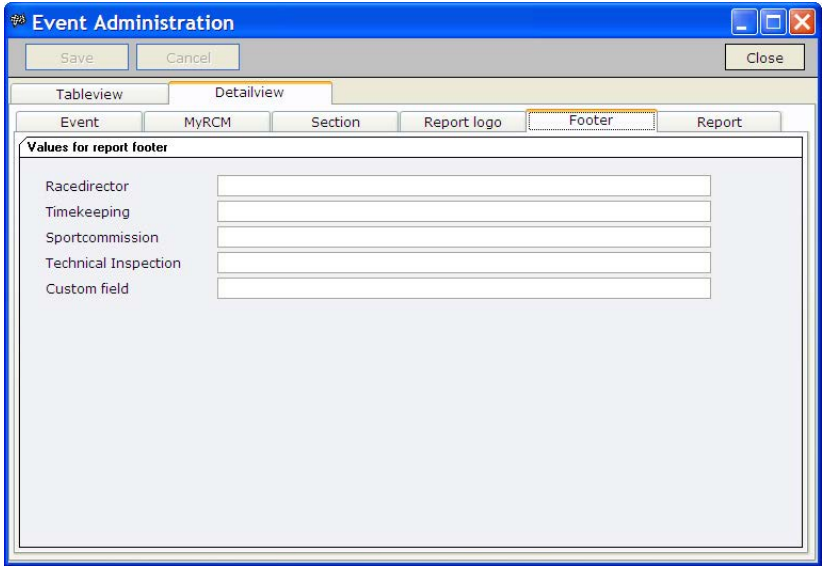 Event Administration
Save Cancel Close
Tableview Detailview
Event MyRCM Section Report logo Footer Report
Values for report footer
Racedirector
Timekeeping
Sportcommission
Technical Inspection
Custom field